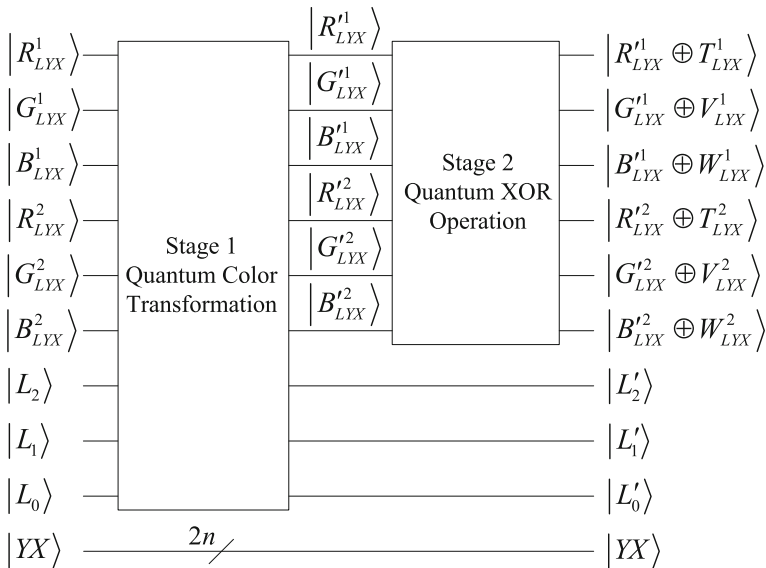 |R¹_LYX⟩ |R′¹_LYX⟩ |R′¹_LYX ⊕ T¹_LYX⟩
|G¹_LYX⟩ |G′¹_LYX⟩ |G′¹_LYX ⊕ V¹_LYX⟩
|B¹_LYX⟩ |B′¹_LYX⟩ |B′¹_LYX ⊕ W¹_LYX⟩
|R²_LYX⟩ |R′²_LYX⟩ |R′²_LYX ⊕ T²_LYX⟩
|G²_LYX⟩ |G′²_LYX⟩ |G′²_LYX ⊕ V²_LYX⟩
|B²_LYX⟩ |B′²_LYX⟩ |B′²_LYX ⊕ W²_LYX⟩
Stage 1
Quantum Color
Transformation
Stage 2
Quantum XOR
Operation
|L₂⟩ |L′₂⟩
|L₁⟩ |L′₁⟩
|L₀⟩ |L′₀⟩
|YX⟩ 2n |YX⟩